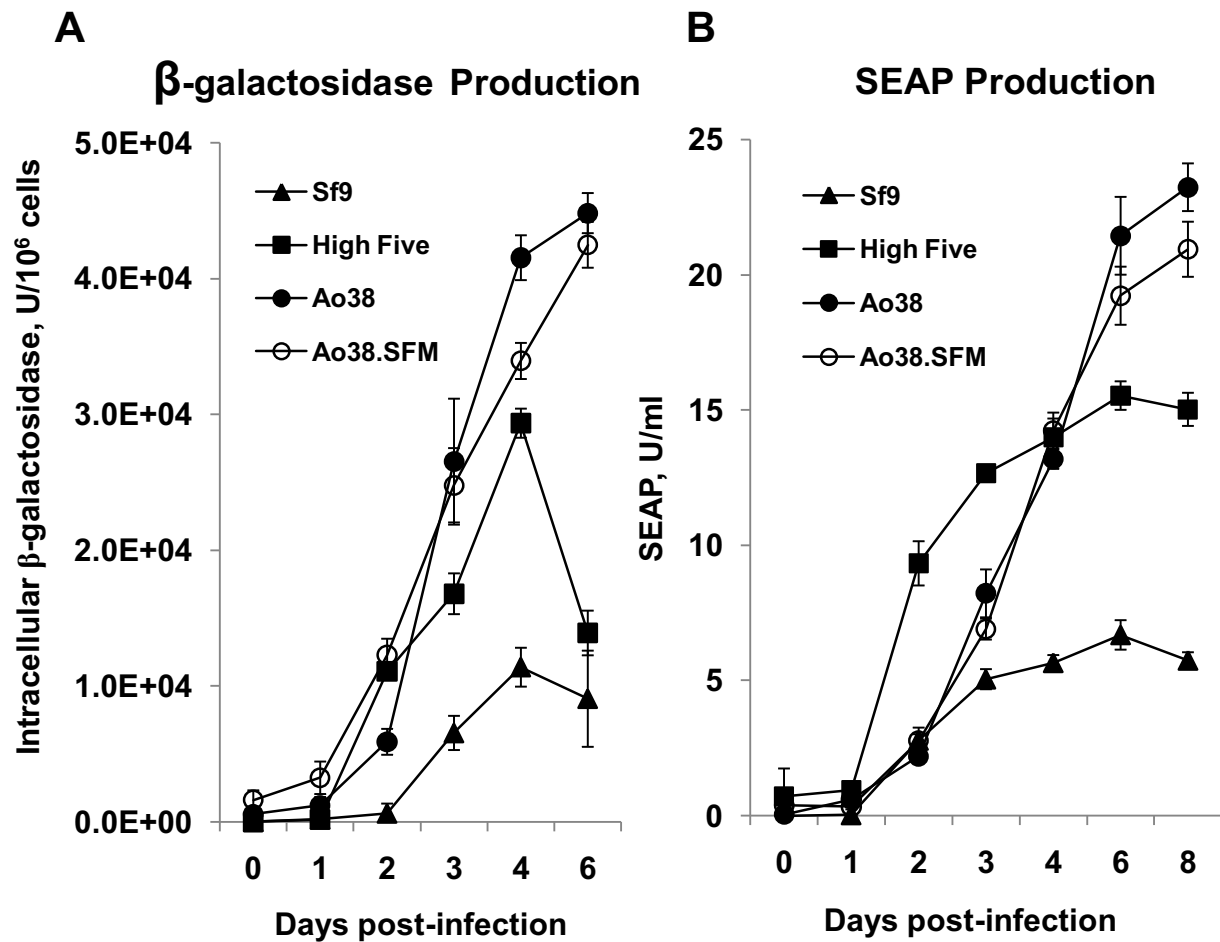 A
β-galactosidase Production
Intracellular β-galactosidase, U/10⁶ cells
5.0E+04
4.0E+04
3.0E+04
2.0E+04
1.0E+04
0.0E+00
Sf9
High Five
Ao38
Ao38.SFM
0 1 2 3 4 6
Days post-infection
B
SEAP Production
SEAP, U/ml
25
20
15
10
5
0
Sf9
High Five
Ao38
Ao38.SFM
0 1 2 3 4 6 8
Days post-infection